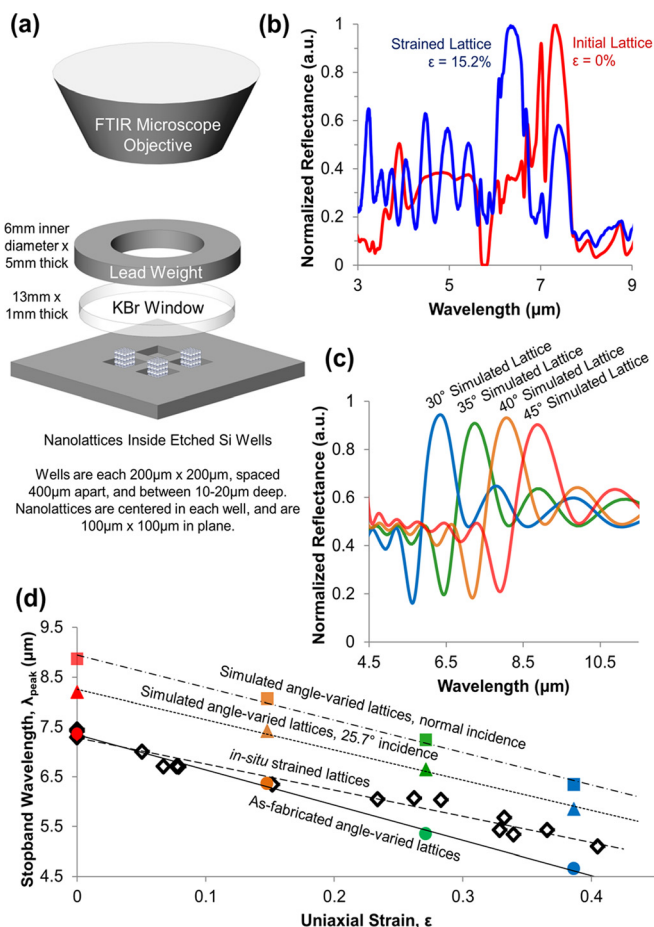 (a)
FTIR Microscope
Objective
6mm inner
diameter x
5mm thick
Lead Weight
13mm x
1mm thick
KBr Window
Nanolattices Inside Etched Si Wells
Wells are each 200µm x 200µm, spaced
400µm apart, and between 10-20µm deep.
Nanolattices are centered in each well, and are
100µm x 100µm in plane.
(b)
Normalized Reflectance (a.u.)
1
0.8
0.6
0.4
0.2
0
Strained Lattice
ε = 15.2%
Initial Lattice
ε = 0%
3
5
7
9
Wavelength (µm)
(c)
Normalized Reflectance (a.u.)
1
0.8
0.6
0.4
0.2
0
30° Simulated Lattice
35° Simulated Lattice
40° Simulated Lattice
45° Simulated Lattice
4.5
6.5
8.5
10.5
Wavelength (µm)
(d)
Stopband Wavelength, λpeak (µm)
9.5
8.5
7.5
6.5
5.5
4.5
Simulated angle-varied lattices, normal incidence
Simulated angle-varied lattices, 25.7° incidence
in-situ strained lattices
As-fabricated angle-varied lattices
0
0.1
0.2
0.3
0.4
Uniaxial Strain, ε